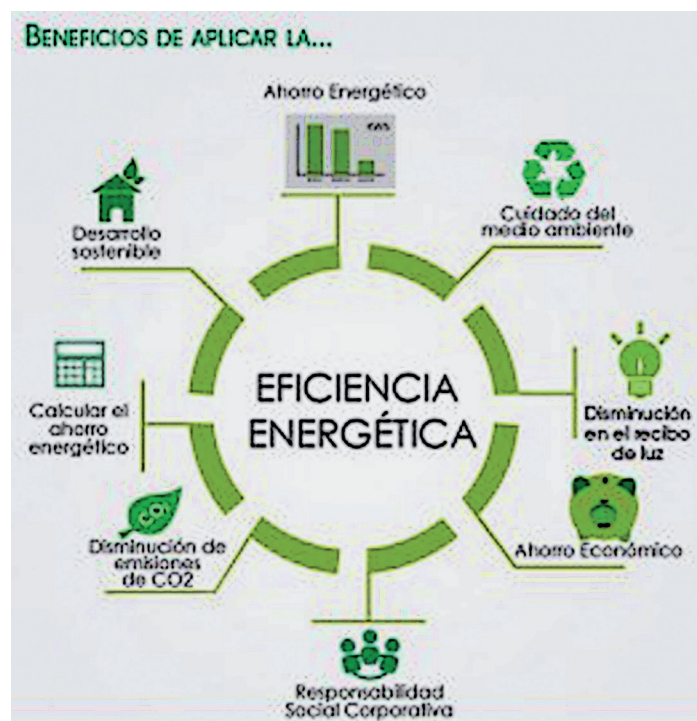 BENEFICIOS DE APLICAR LA...
Ahorro Energético
Cuidado del
medio ambiente
Disminución
en el recibo
de luz
Ahorro Económico
Responsabilidad
Social Corporativa
Disminución de
emisiones
de CO2
Calcular el
ahorro
energético
Desarrollo
sostenible
EFICIENCIA
ENERGÉTICA